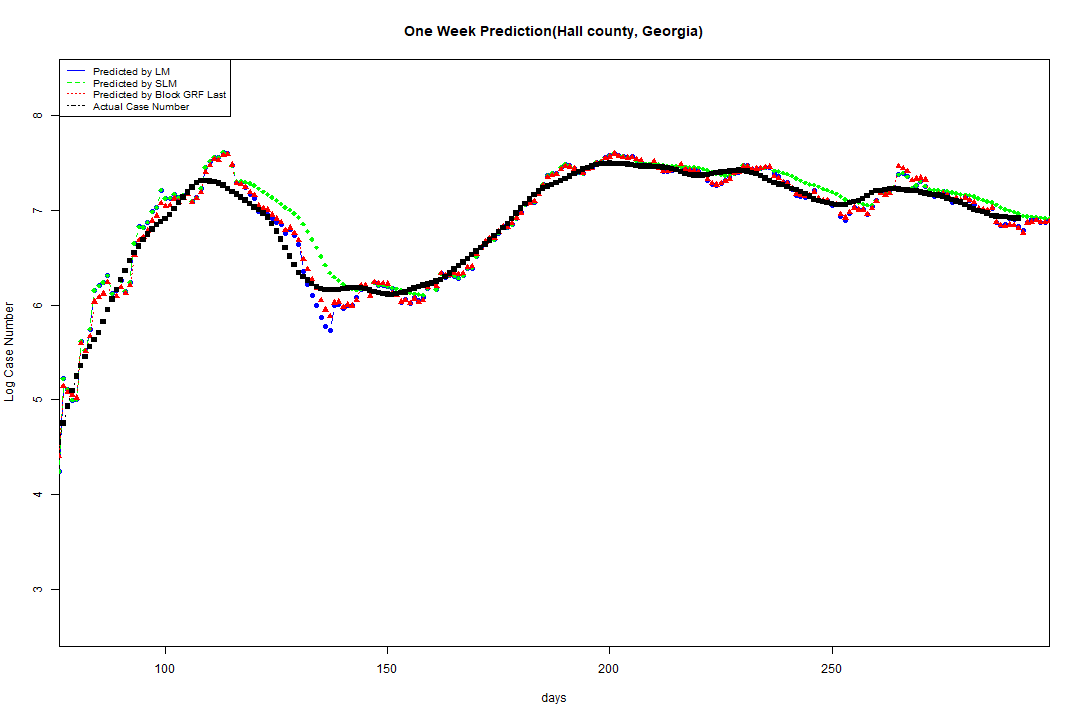 One Week Prediction(Hall county, Georgia)
Predicted by LM
Predicted by SLM
Predicted by Block GRF Last
Actual Case Number
8
7
6
5
4
3
Log Case Number
100 150 200 250
days